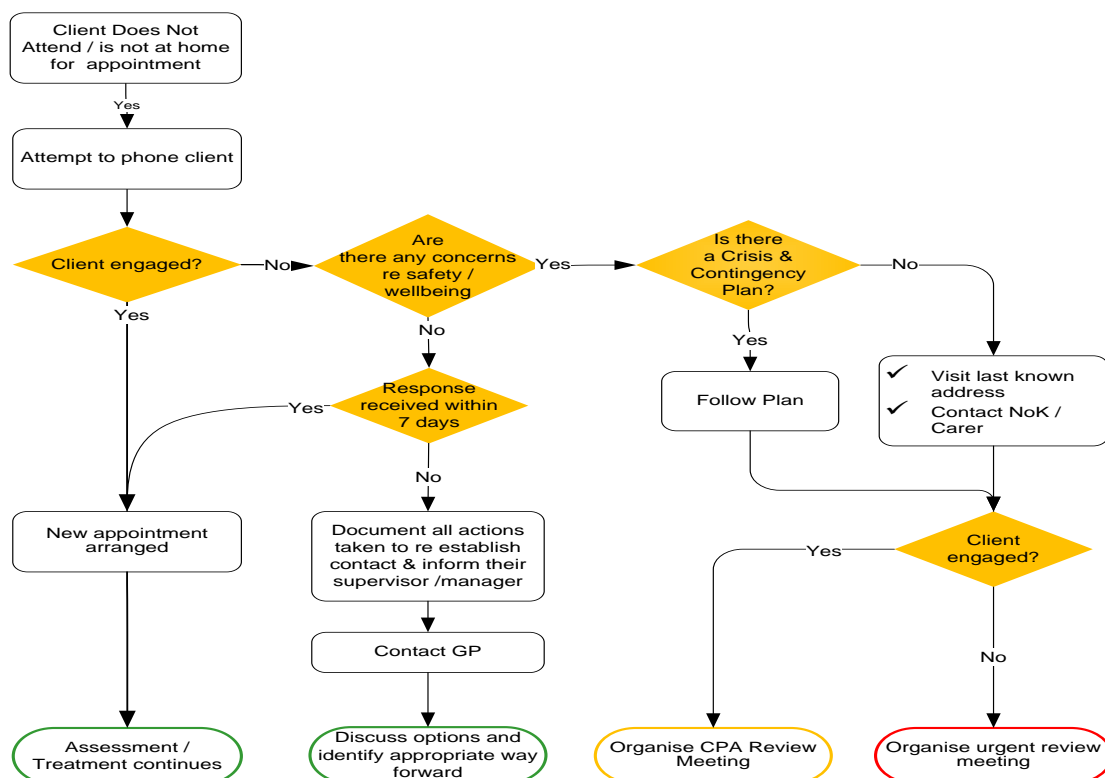 Client Does Not
Attend / is not at home
for appointment
Yes
Attempt to phone client
Client engaged?
No
Are
there any concerns
re safety /
wellbeing
Yes
Is there
a Crisis &
Contingency
Plan?
No
Yes
No
Yes
✓ Visit last known
address
✓ Contact NoK /
Carer
Follow Plan
Response
received within
7 days
Yes
No
New appointment
arranged
Document all actions
taken to re establish
contact & inform their
supervisor /manager
Client
engaged?
Yes
No
Contact GP
Assessment /
Treatment continues
Discuss options and
identify appropriate way
forward
Organise CPA Review
Meeting
Organise urgent review
meeting